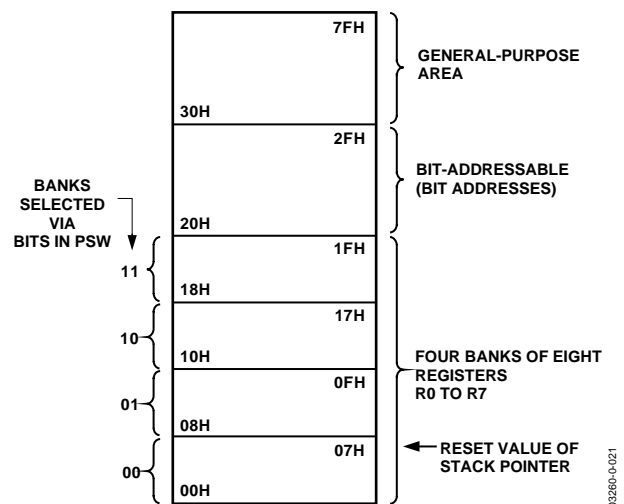 7FH
GENERAL-PURPOSE
AREA
30H
2FH
BIT-ADDRESSABLE
(BIT ADDRESSES)
BANKS
SELECTED
VIA
BITS IN PSW
20H
1FH
11
18H
17H
10
10H
FOUR BANKS OF EIGHT
REGISTERS
R0 TO R7
0FH
01
08H
07H
RESET VALUE OF
STACK POINTER
00
00H
03260-0-021